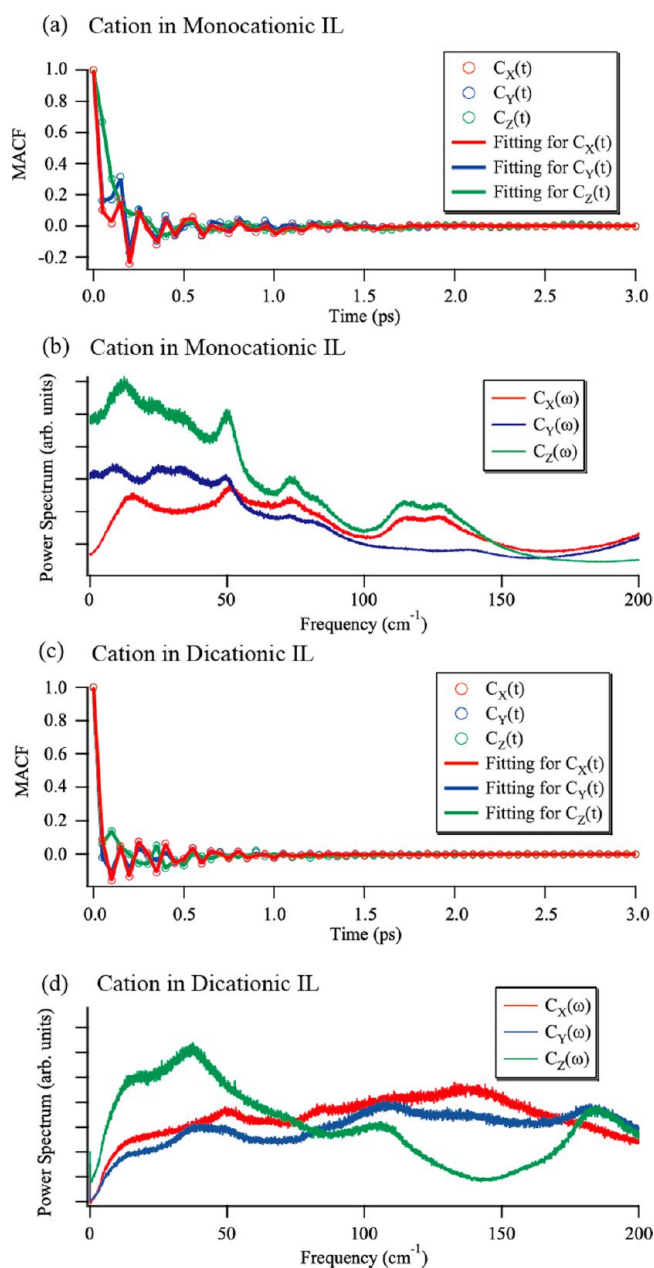 (a) Cation in Monocationic IL
1.0
0.8
0.6
0.4
0.2
0.0
-0.2
MACF
C_X(t)
C_Y(t)
C_Z(t)
Fitting for C_X(t)
Fitting for C_Y(t)
Fitting for C_Z(t)
0.0 0.5 1.0 1.5 2.0 2.5 3.0
Time (ps)
(b) Cation in Monocationic IL
Power Spectrum (arb. units)
C_X(ω)
C_Y(ω)
C_Z(ω)
0 50 100 150 200
Frequency (cm⁻¹)
(c) Cation in Dicationic IL
1.0
0.8
0.6
0.4
0.2
0.0
MACF
C_X(t)
C_Y(t)
C_Z(t)
Fitting for C_X(t)
Fitting for C_Y(t)
Fitting for C_Z(t)
0.0 0.5 1.0 1.5 2.0 2.5 3.0
Time (ps)
(d) Cation in Dicationic IL
Power Spectrum (arb. units)
C_X(ω)
C_Y(ω)
C_Z(ω)
0 50 100 150 200
Frequency (cm⁻¹)